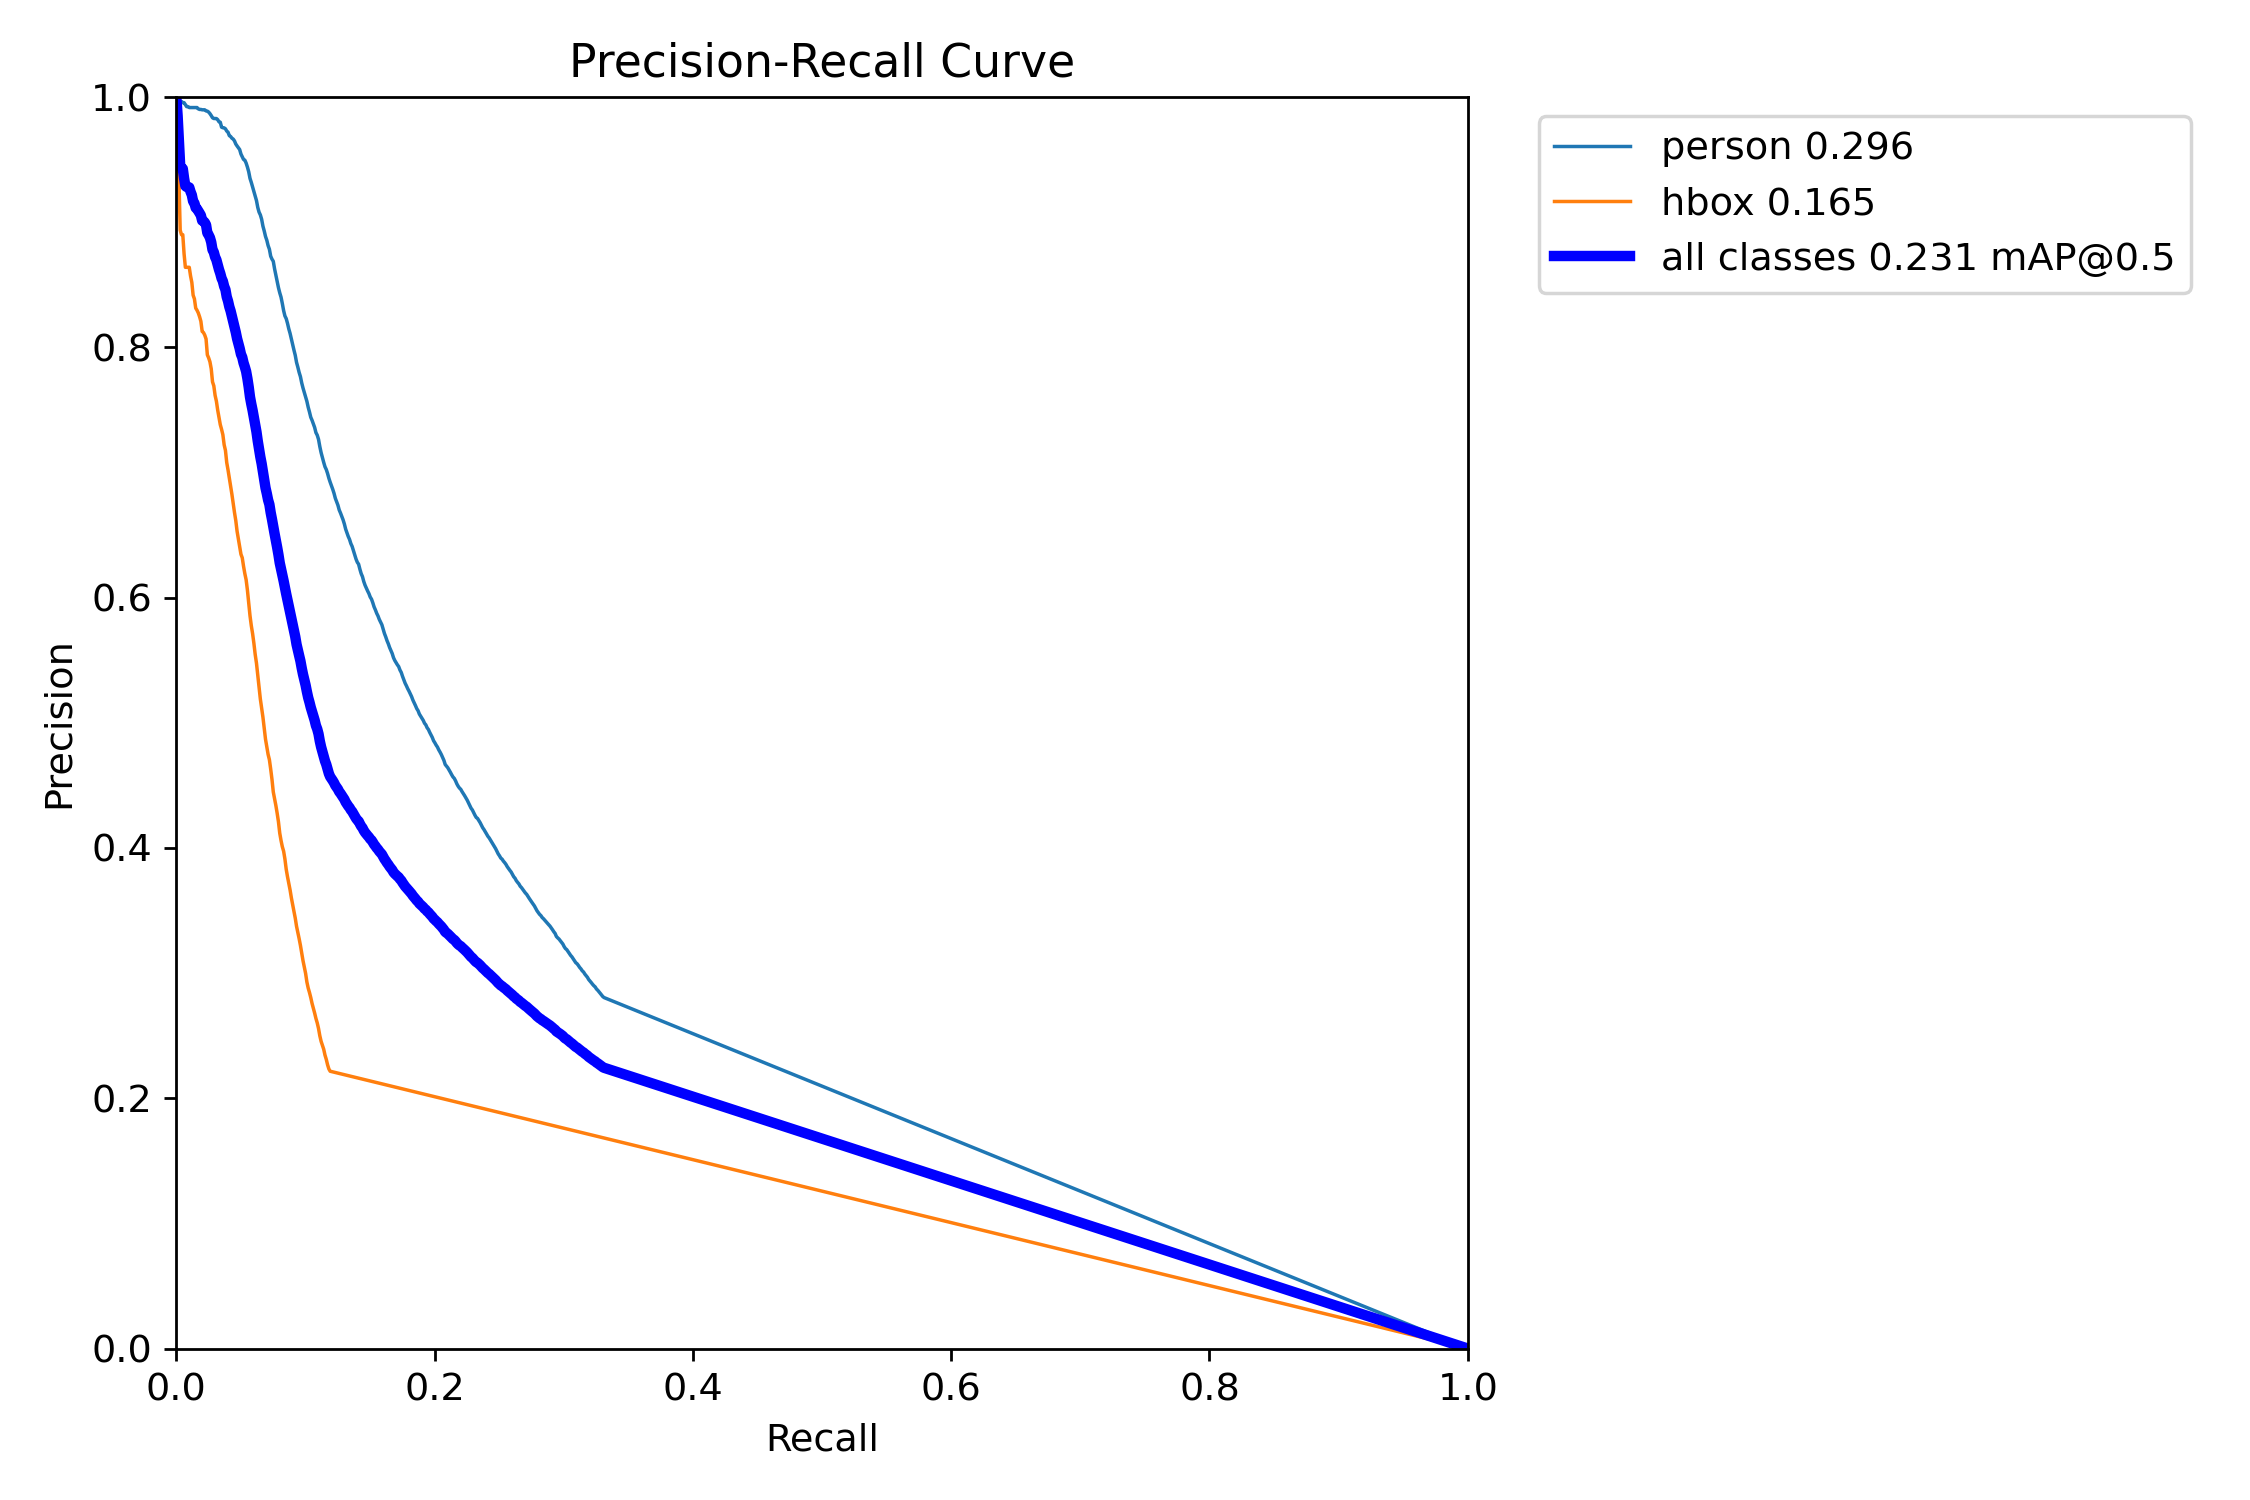 Precision-Recall Curve
person 0.296
hbox 0.165
all classes 0.231 mAP@0.5
1.0
0.8
0.6
0.4
0.2
0.0
Precision
0.0 0.2 0.4 0.6 0.8 1.0
Recall